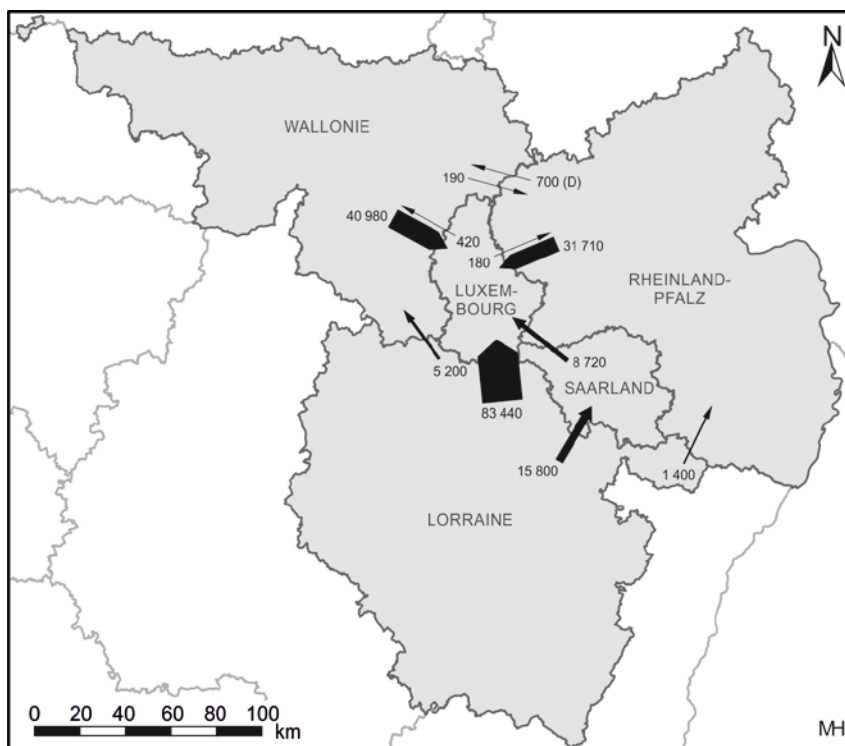 N
WALLONIE
190
700 (D)
40 980
420
180
31 710
RHEINLAND-
PFALZ
LUXEM-
BOURG
5 200
8 720
SAARLAND
83 440
15 800
1 400
LORRAINE
0 20 40 60 80 100
km
MH